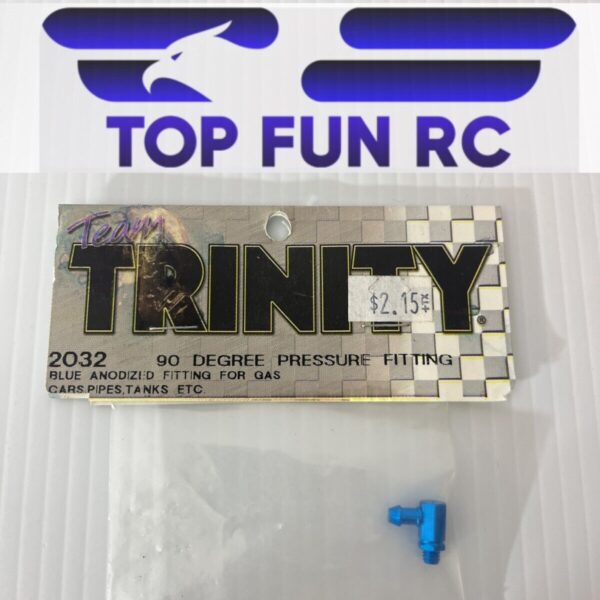 TOP FUN RC
Team
TRINITY®
$2.15+TX
2032 90 DEGREE PRESSURE FITTING
BLUE ANODIZED FITTING FOR GAS
CARS,PIPES,TANKS ETC.